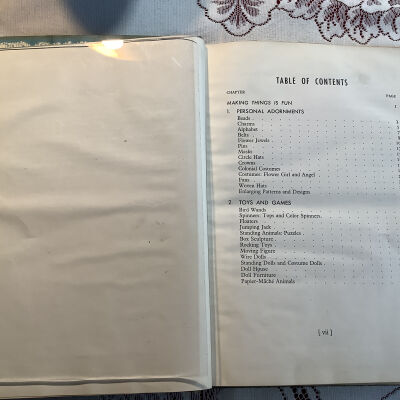 TABLE OF CONTENTS
CHAPTER PAGE
MAKING THINGS IS FUN 1
1. PERSONAL ADORNMENTS
Beads
Charms
Alphabet
Belts
Flower Jewels
Pins
Masks
Circle Hats
Crowns
Colonial Costumes
Costumes: Flower Girl and Angel
Fans
Woven Hats
Enlarging Patterns and Designs
2 TOYS AND GAMES
Bird Wands
Spinners: Tops and Color Spinners
Floaters
Jumping Jack
Standing Animals: Puzzles
Box Sculpture
Rocking Toys
Moving Figure
Wire Dolls
Standing Dolls and Costume Dolls
Doll House
Doll Furniture
Papier-Mâché Animals
[ vii ]